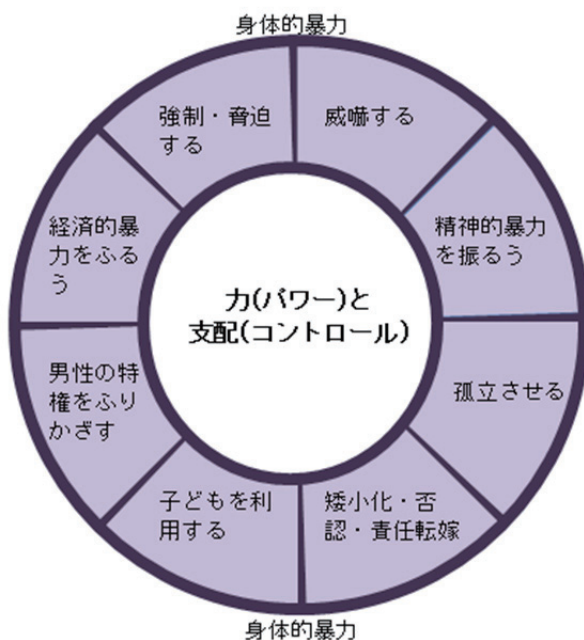 身体的暴力
強制・脅迫
する
威嚇する
経済的暴
力をふる
う
精神的暴力
を振るう
力(パワー)と
支配(コントロール)
男性の特
権をふり
かざす
孤立させる
子どもを利
用する
矮小化・否
認・責任転嫁
身体的暴力